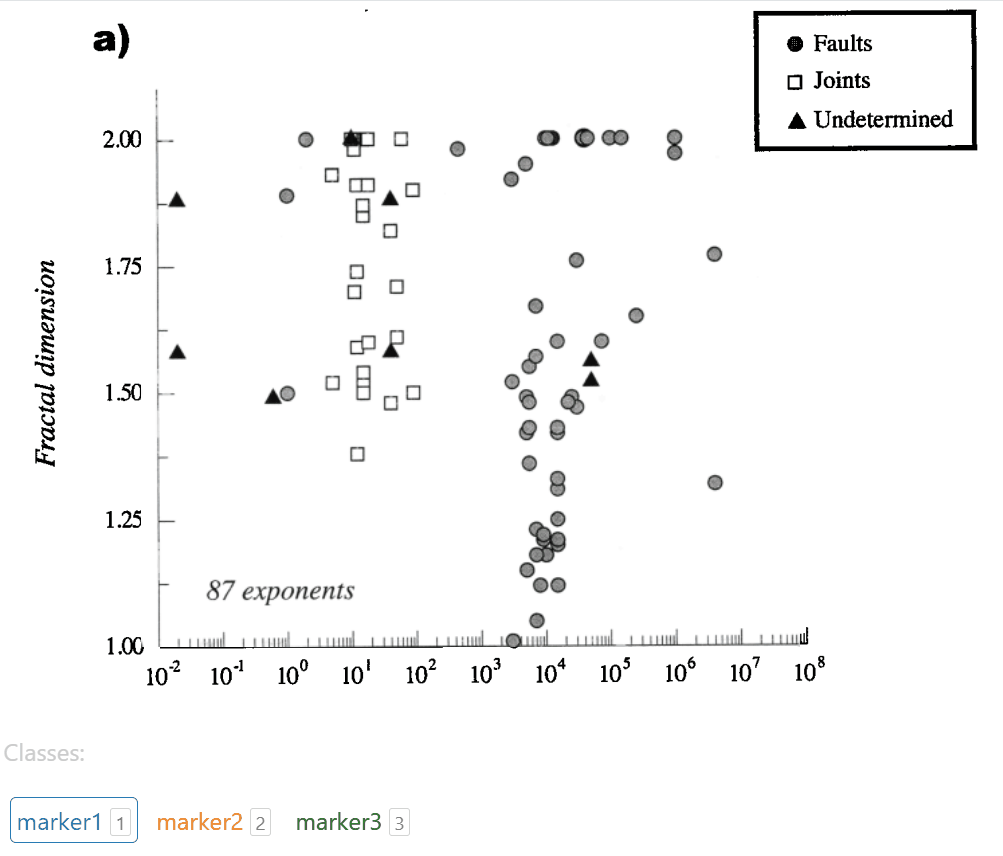 a)
Faults
Joints
Undetermined
2.00
1.75
1.50
1.25
1.00
Fractal dimension
87 exponents
10-2 10-1 100 101 102 103 104 105 106 107 108
Classes:
marker1 1 marker2 2 marker3 3